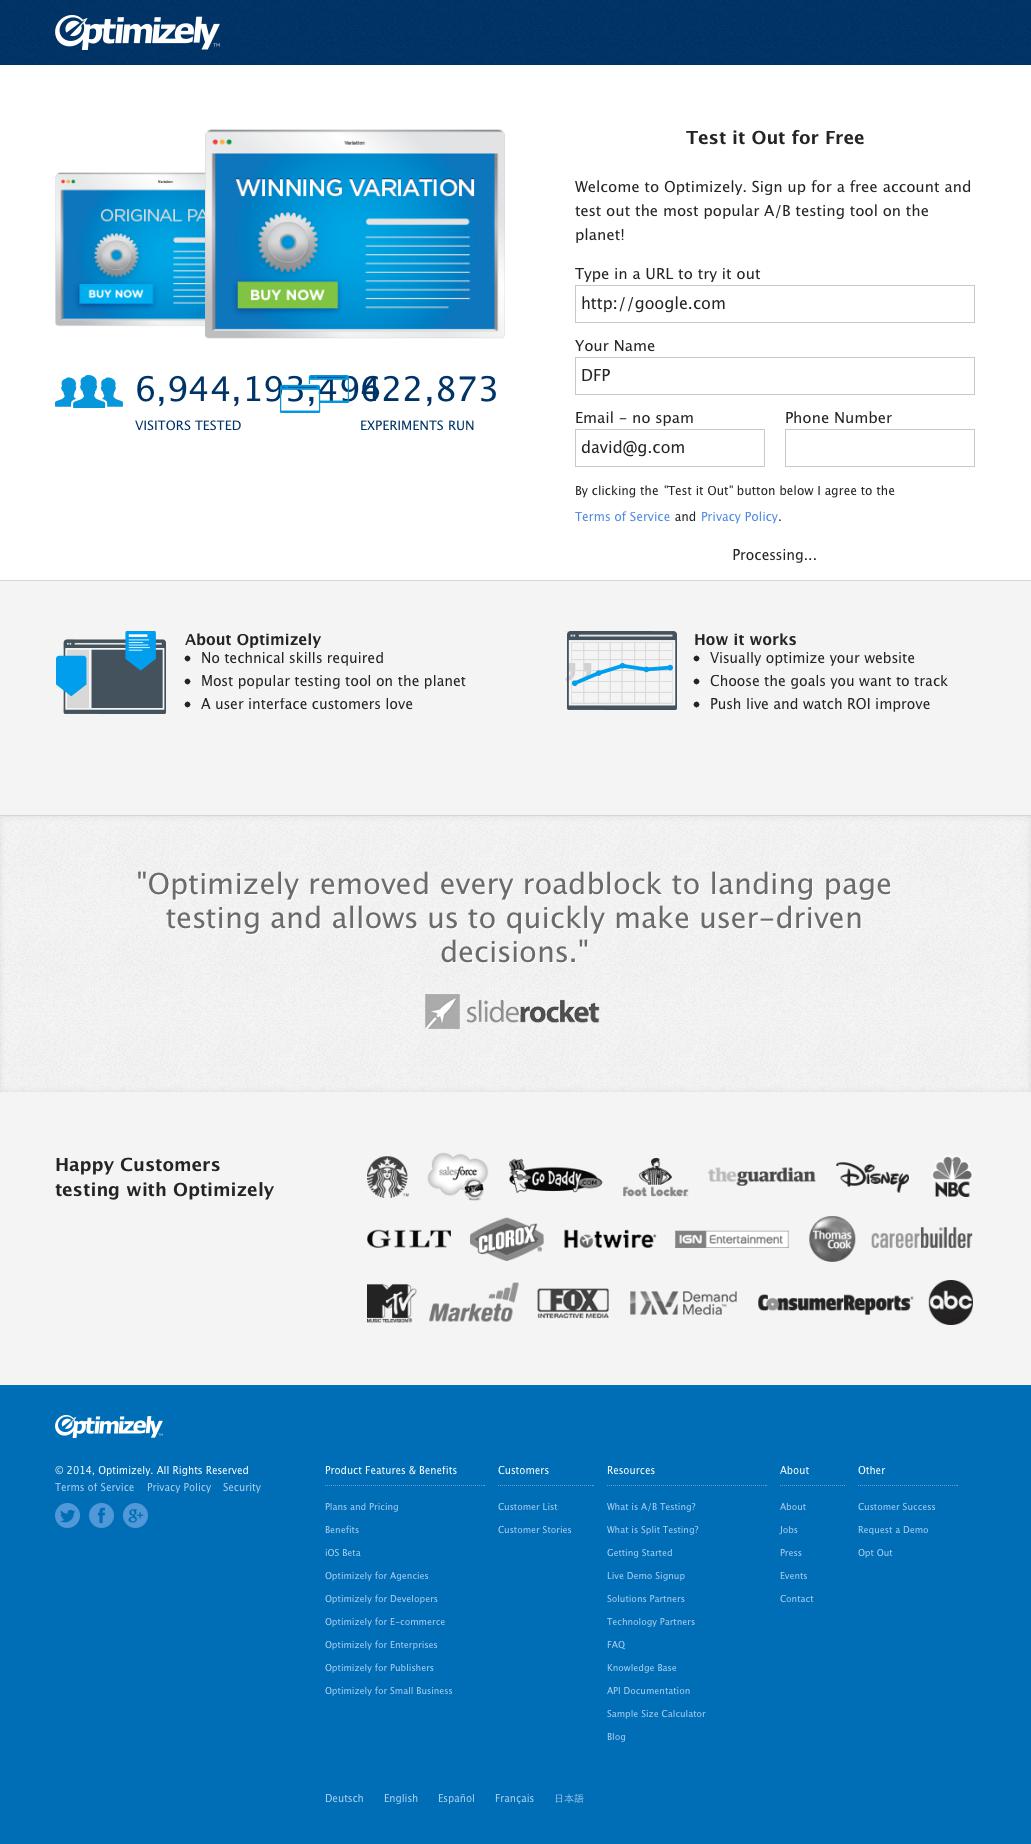 Optimizely™
Variation
ORIGINAL PA
BUY NOW
Variation
WINNING VARIATION
BUY NOW
6,944,193,496
VISITORS TESTED
422,873
EXPERIMENTS RUN
Test it Out for Free
Welcome to Optimizely. Sign up for a free account and
test out the most popular A/B testing tool on the
planet!
Type in a URL to try it out
http://google.com
Your Name
DFP
Email - no spam
Phone Number
david@g.com
By clicking the "Test it Out" button below I agree to the
Terms of Service and Privacy Policy.
Processing...
About Optimizely
• No technical skills required
• Most popular testing tool on the planet
• A user interface customers love
How it works
• Visually optimize your website
• Choose the goals you want to track
• Push live and watch ROI improve
"Optimizely removed every roadblock to landing page
testing and allows us to quickly make user-driven
decisions."
sliderocket
Happy Customers
testing with Optimizely
salesforce
Go Daddy.COM
Foot Locker.
theguardian
Disney
NBC
GILT
CLOROX
Hotwire
IGN Entertainment
Thomas
Cook
careerbuilder
MTV
MUSIC TELEVISION
Marketo
FOX
INTERACTIVE MEDIA
Demand
Media™
ConsumerReports
abc
Optimizely
© 2014, Optimizely. All Rights Reserved
Terms of Service Privacy Policy Security
Product Features & Benefits
Plans and Pricing
Benefits
iOS Beta
Optimizely for Agencies
Optimizely for Developers
Optimizely for E-commerce
Optimizely for Enterprises
Optimizely for Publishers
Optimizely for Small Business
Customers
Customer List
Customer Stories
Resources
What is A/B Testing?
What is Split Testing?
Getting Started
Live Demo Signup
Solutions Partners
Technology Partners
FAQ
Knowledge Base
API Documentation
Sample Size Calculator
Blog
About
About
Jobs
Press
Events
Contact
Other
Customer Success
Request a Demo
Opt Out
Deutsch English Español Français 日本語